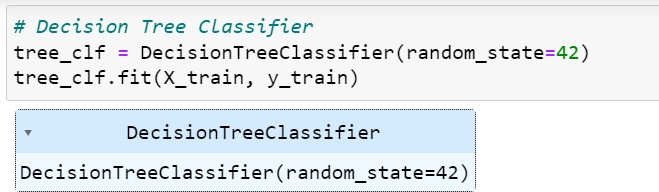 # Decision Tree Classifier
tree_clf = DecisionTreeClassifier(random_state=42)
tree_clf.fit(X_train, y_train)
DecisionTreeClassifier
DecisionTreeClassifier(random_state=42)